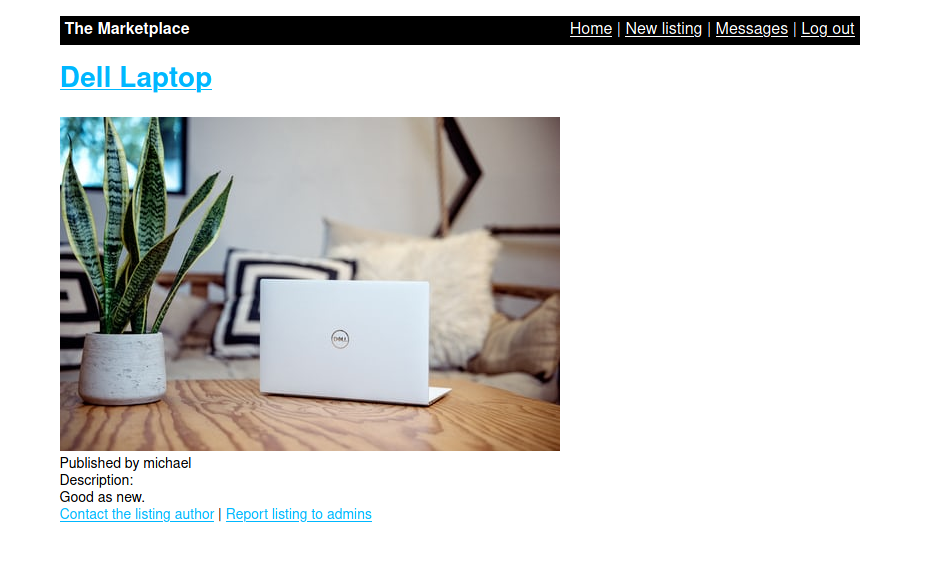 The Marketplace
Home | New listing | Messages | Log out
Dell Laptop
DELL
Published by michael
Description:
Good as new.
Contact the listing author | Report listing to admins